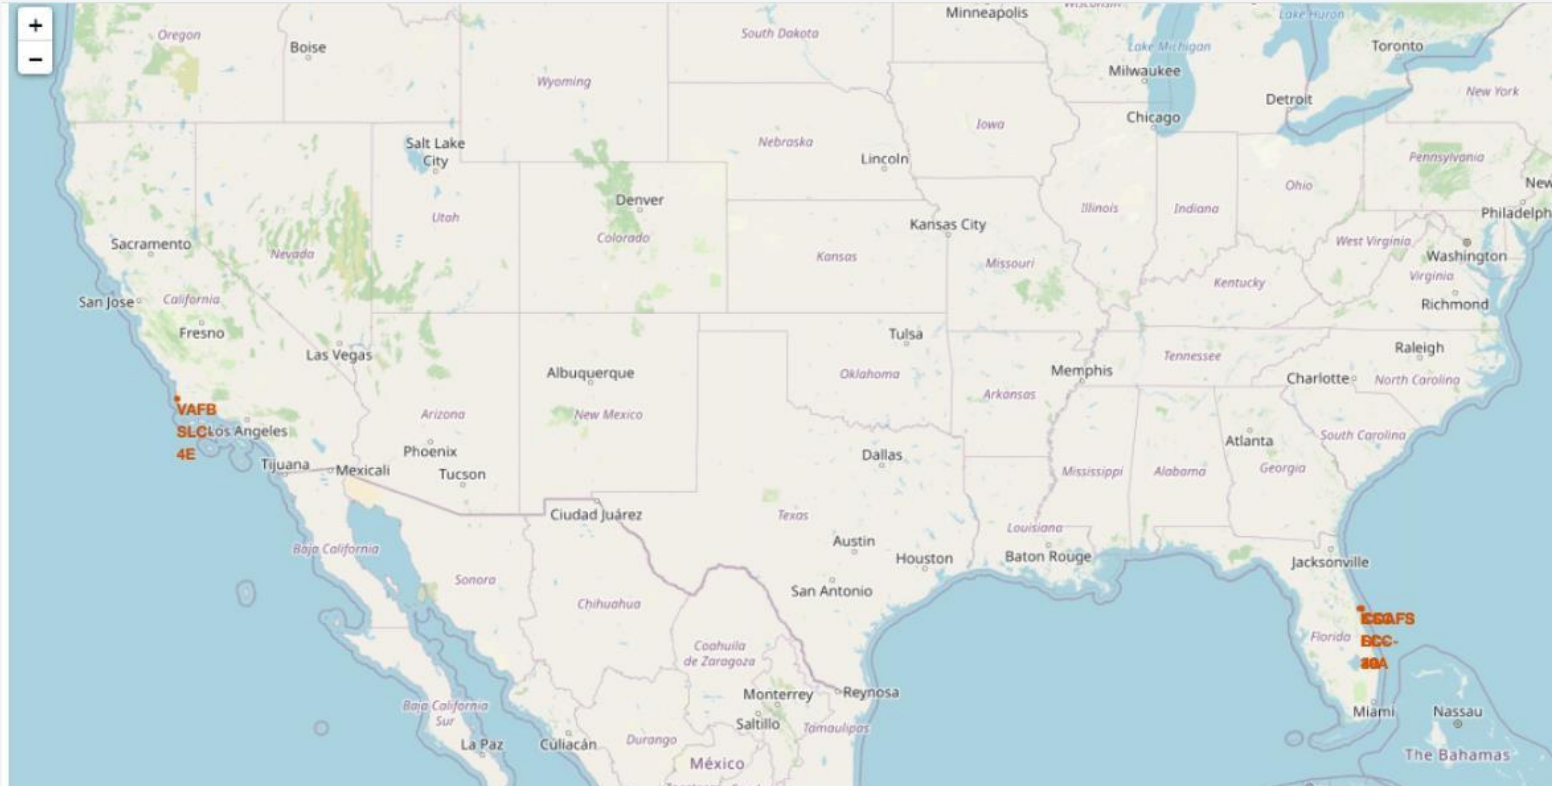 +
−
Oregon
Boise
Wyoming
South Dakota
Minneapolis
Wisconsin
Lake Michigan
Lake Huron
Toronto
Milwaukee
Detroit
Chicago
New York
Iowa
Nebraska
Lincoln
Salt Lake
City
Pennsylvania
New
Philadelph
Ohio
Indiana
Illinois
Denver
Utah
Colorado
Kansas City
Kansas
Missouri
Sacramento
Nevada
West Virginia
Washington
Virginia
Richmond
Kentucky
San Jose
California
Fresno
Las Vegas
Tulsa
Oklahoma
Albuquerque
New Mexico
Arizona
Phoenix
Tucson
Memphis
Tennessee
Arkansas
Raleigh
Charlotte
North Carolina
South Carolina
Atlanta
Georgia
Alabama
Mississippi
VAFB
SLC-
4E
Los Angeles
Tijuana
Mexicali
Dallas
Ciudad Juárez
Texas
Louisiana
Austin
Houston
Baton Rouge
San Antonio
Jacksonville
Baja California
Sonora
Chihuahua
Florida
Coahuila
de Zaragoza
Monterrey
Reynosa
Saltillo
Tamaulipas
Miami
Nassau
The Bahamas
Baja California
Sur
La Paz
Culiacán
Durango
México